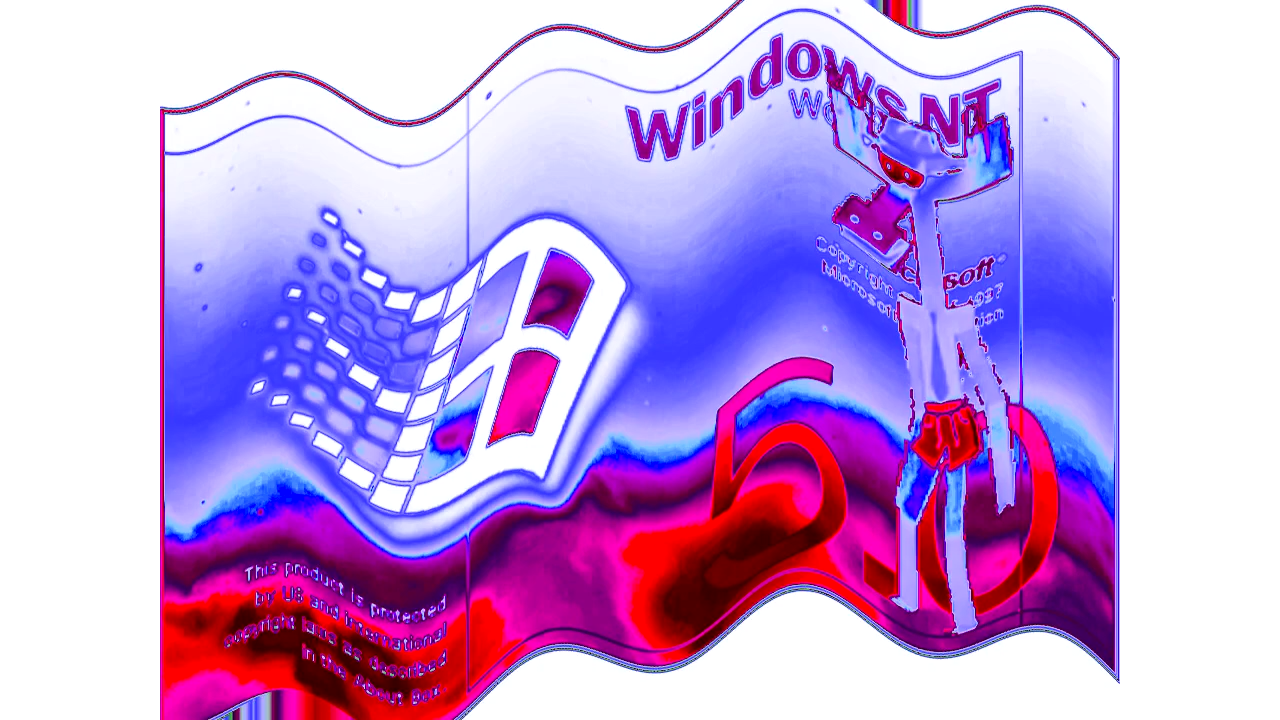 Windows NT
Microsoft
Copyright
Microsoft
5.0
This product is protected
by US and international
copyright laws as described
in the About Box.